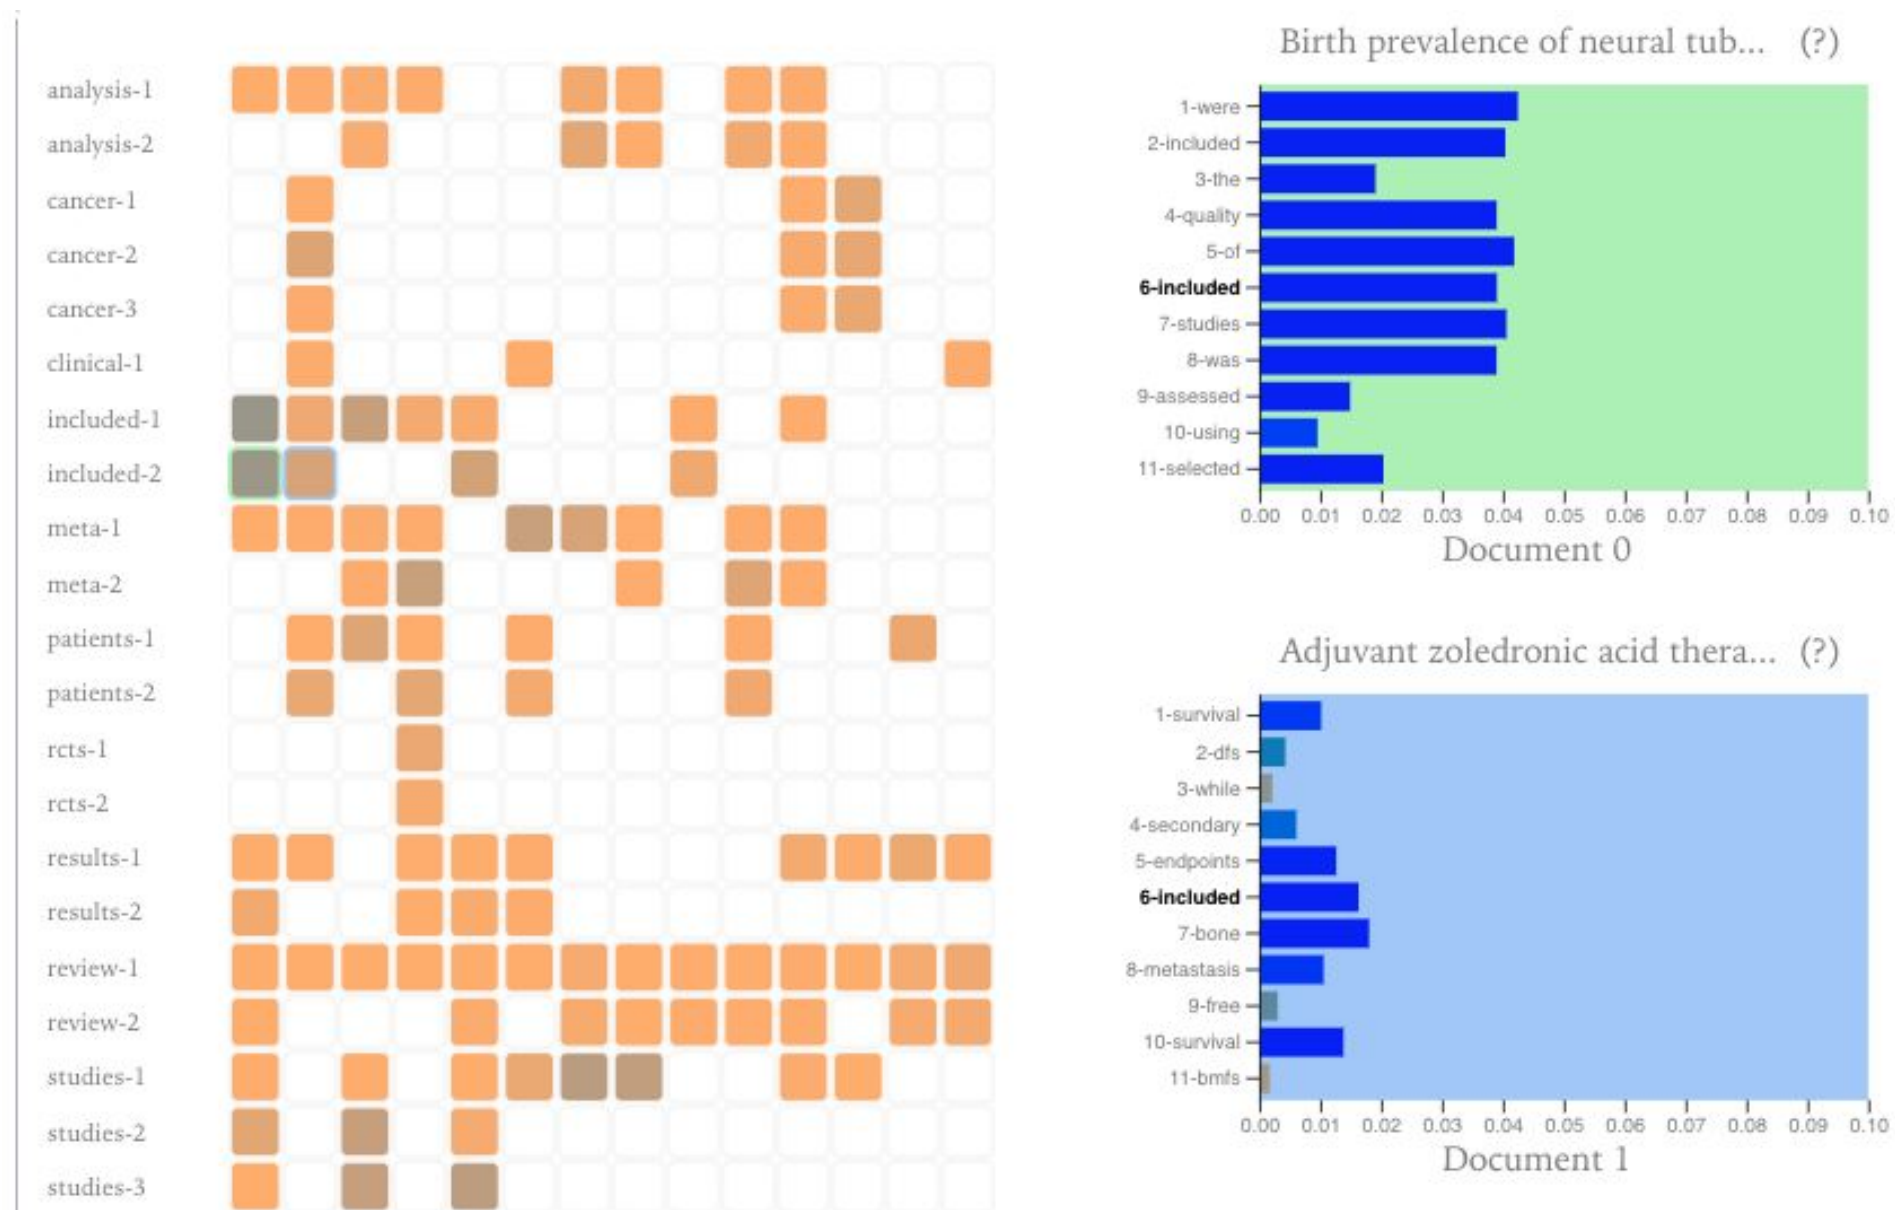 analysis-1
analysis-2
cancer-1
cancer-2
cancer-3
clinical-1
included-1
included-2
meta-1
meta-2
patients-1
patients-2
rcts-1
rcts-2
results-1
results-2
review-1
review-2
studies-1
studies-2
studies-3
Birth prevalence of neural tub... (?)
1-were
2-included
3-the
4-quality
5-of
6-included
7-studies
8-was
9-assessed
10-using
11-selected
0.00 0.01 0.02 0.03 0.04 0.05 0.06 0.07 0.08 0.09 0.10
Document 0
Adjuvant zoledronic acid thera... (?)
1-survival
2-dfs
3-while
4-secondary
5-endpoints
6-included
7-bone
8-metastasis
9-free
10-survival
11-bmfs
0.00 0.01 0.02 0.03 0.04 0.05 0.06 0.07 0.08 0.09 0.10
Document 1